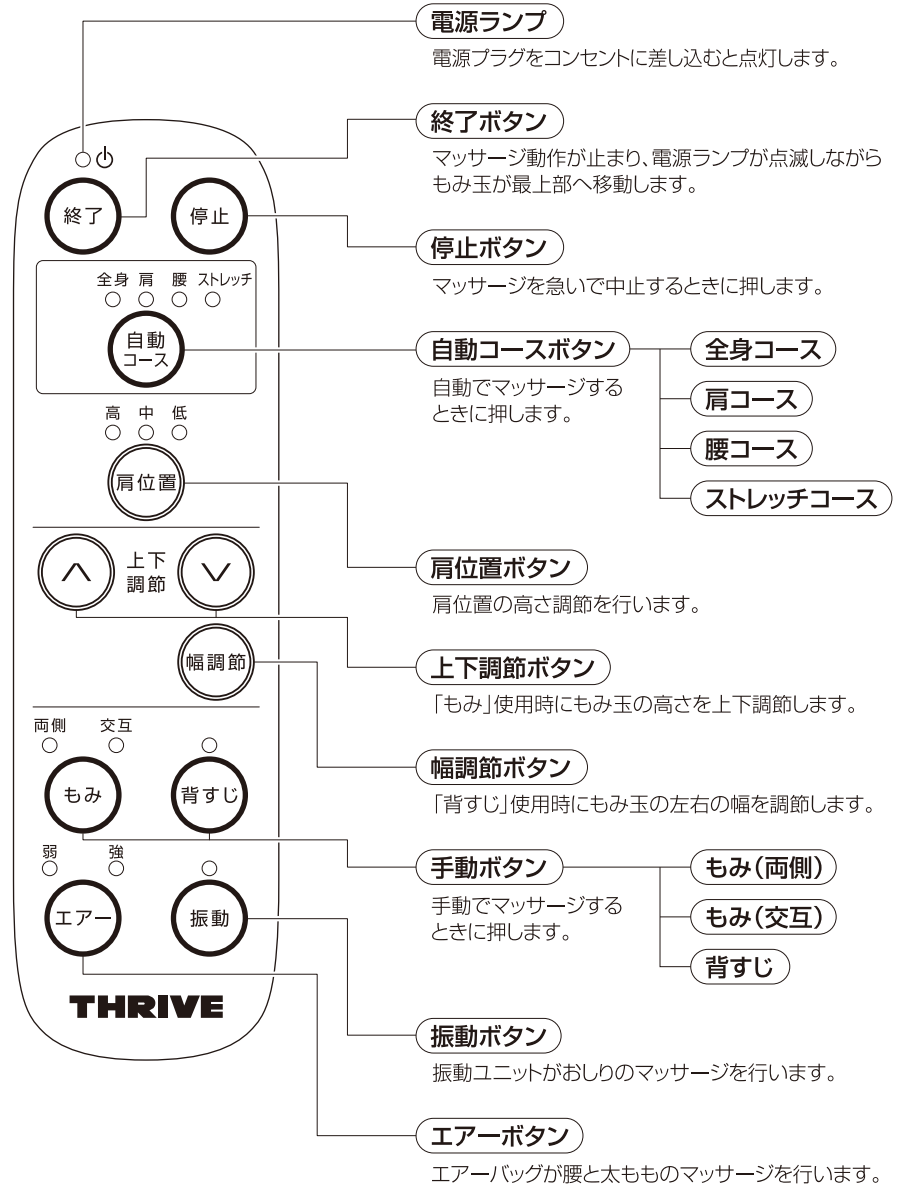 電源ランプ
電源プラグをコンセントに差し込むと点灯します。
終了ボタン
マッサージ動作が止まり、電源ランプが点滅しながら
もみ玉が最上部へ移動します。
終了
停止
停止ボタン
マッサージを急いで中止するときに押します。
全身 肩 腰 ストレッチ
自動
コース
自動コースボタン
自動でマッサージする
ときに押します。
全身コース
肩コース
腰コース
ストレッチコース
高 中 低
肩位置
肩位置ボタン
肩位置の高さ調節を行います。
上下
調節
上下調節ボタン
「もみ」使用時にもみ玉の高さを上下調節します。
幅調節
幅調節ボタン
「背すじ」使用時にもみ玉の左右の幅を調節します。
両側 交互
もみ
背すじ
手動ボタン
手動でマッサージする
ときに押します。
もみ(両側)
もみ(交互)
背すじ
弱 強
エアー
振動
THRIVE
振動ボタン
振動ユニットがおしりのマッサージを行います。
エアーボタン
エアーバッグが腰と太もものマッサージを行います。